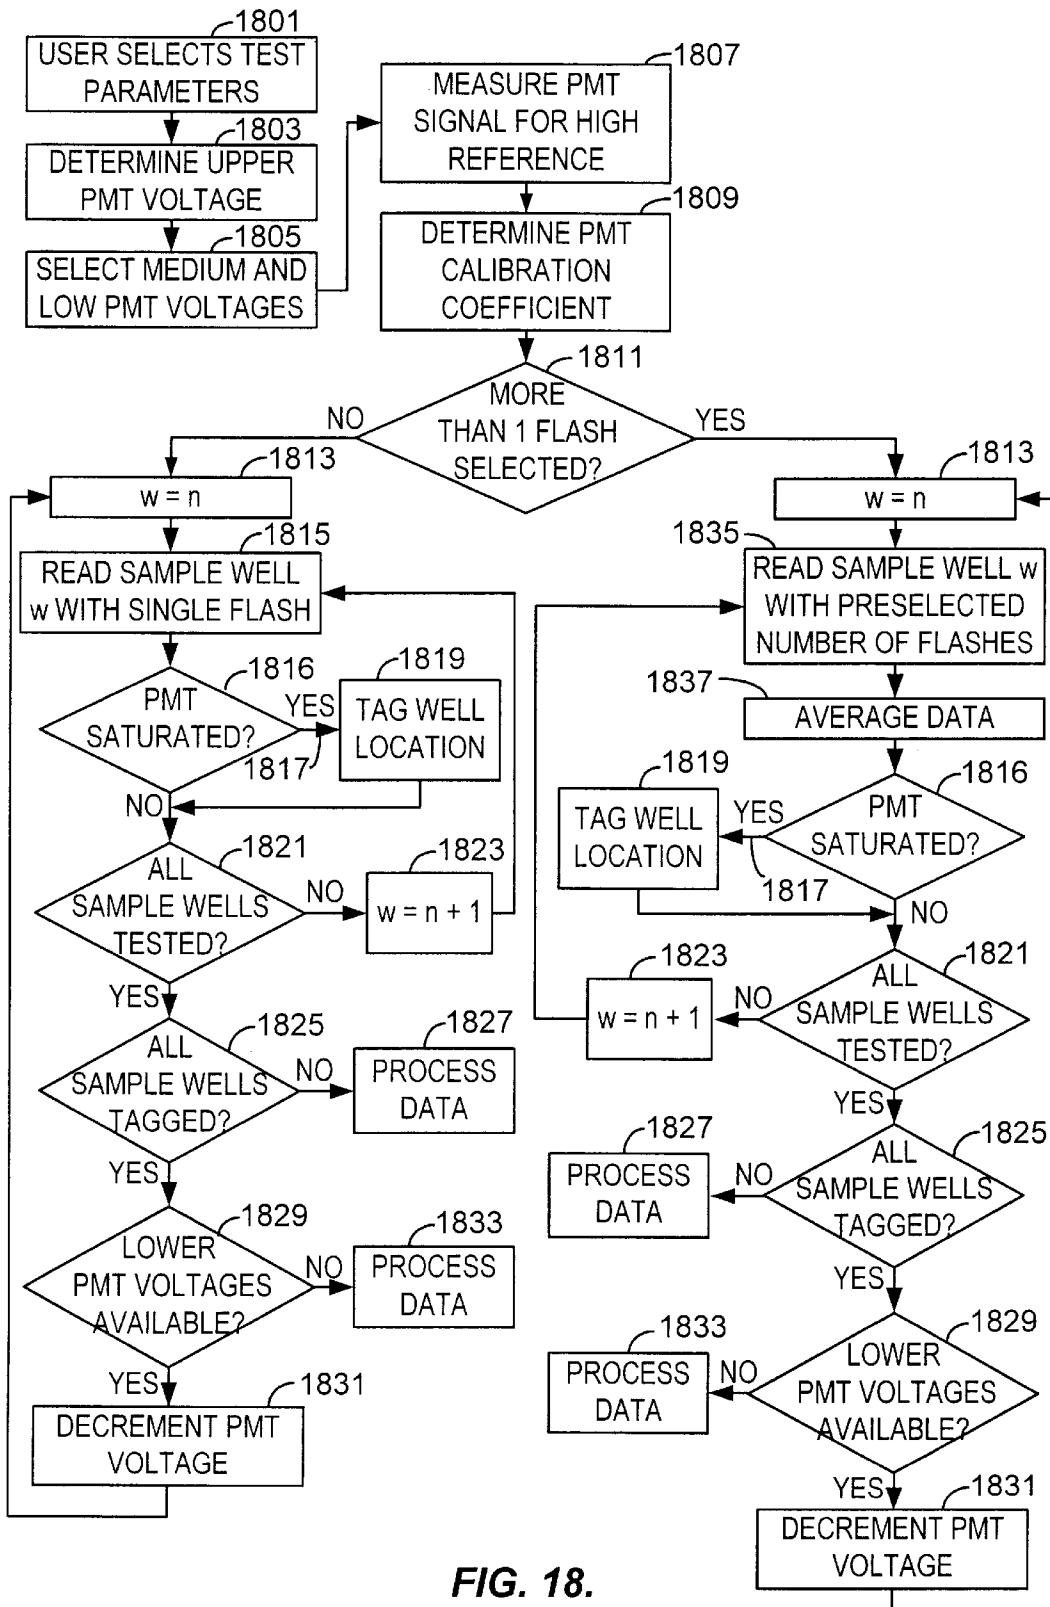 1801
USER SELECTS TEST
PARAMETERS
1803
DETERMINE UPPER
PMT VOLTAGE
1805
SELECT MEDIUM AND
LOW PMT VOLTAGES
1807
MEASURE PMT
SIGNAL FOR HIGH
REFERENCE
1809
DETERMINE PMT
CALIBRATION
COEFFICIENT
1811
MORE
THAN 1 FLASH
SELECTED?
NO
YES
1813
w = n
1815
READ SAMPLE WELL
w WITH SINGLE FLASH
1816
PMT
SATURATED?
YES
1817
1819
TAG WELL
LOCATION
NO
1821
ALL
SAMPLE WELLS
TESTED?
NO
1823
w = n + 1
YES
1825
ALL
SAMPLE WELLS
TAGGED?
NO
1827
PROCESS
DATA
YES
1829
LOWER
PMT VOLTAGES
AVAILABLE?
NO
1833
PROCESS
DATA
YES
1831
DECREMENT PMT
VOLTAGE
1813
w = n
1835
READ SAMPLE WELL w
WITH PRESELECTED
NUMBER OF FLASHES
1837
AVERAGE DATA
1816
PMT
SATURATED?
YES
1817
1819
TAG WELL
LOCATION
NO
1821
ALL
SAMPLE WELLS
TESTED?
NO
1823
w = n + 1
YES
1825
ALL
SAMPLE WELLS
TAGGED?
NO
1827
PROCESS
DATA
YES
1829
LOWER
PMT VOLTAGES
AVAILABLE?
NO
1833
PROCESS
DATA
YES
1831
DECREMENT PMT
VOLTAGE
FIG. 18.